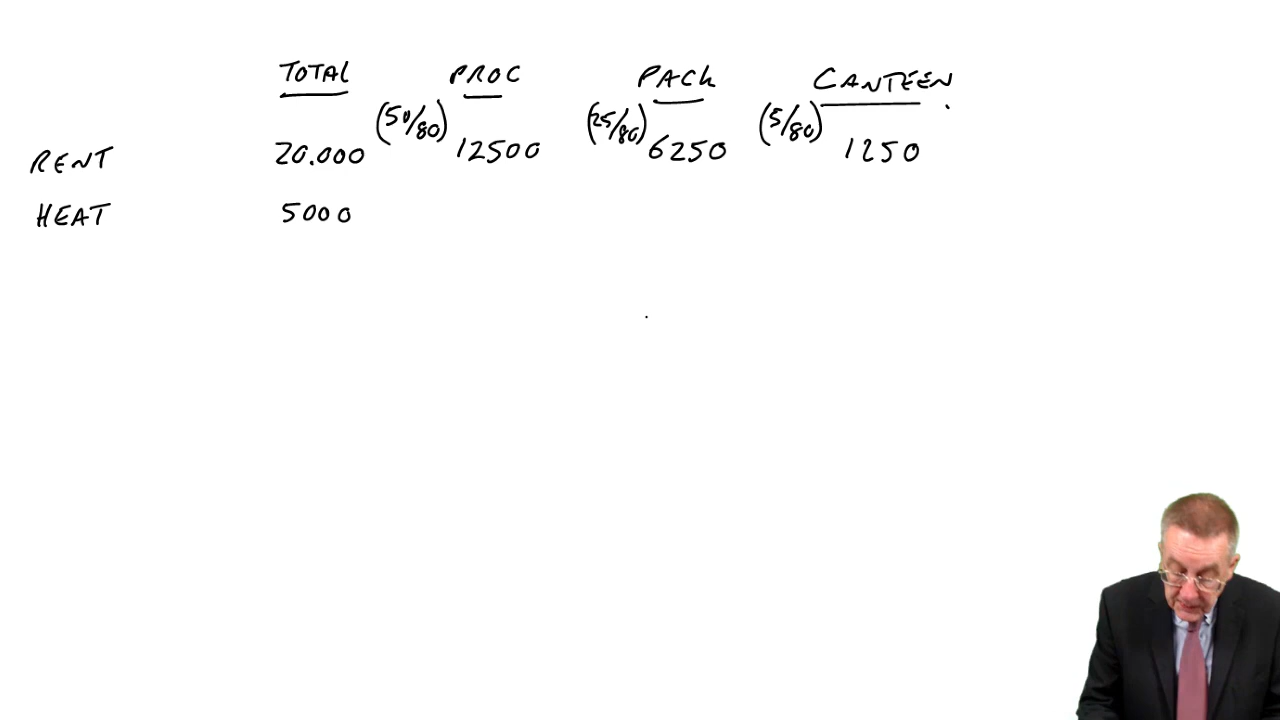 TOTAL PROC PACK CANTEEN
(50/80) (25/80) (5/80)
RENT 20.000 12500 6250 1250
HEAT 5000